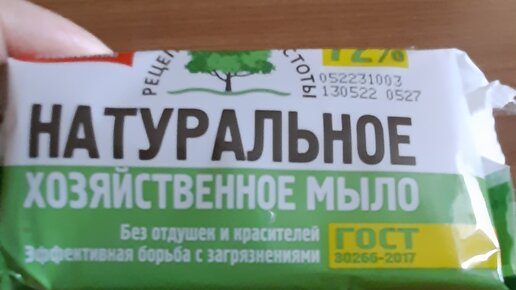 72%
052231003
130522 0527
НАТУРАЛЬНОЕ
ХОЗЯЙСТВЕННОЕ МЫЛО
Без отдушек и красителей
Эффективная борьба с загрязнениями
ГОСТ
30266-2017